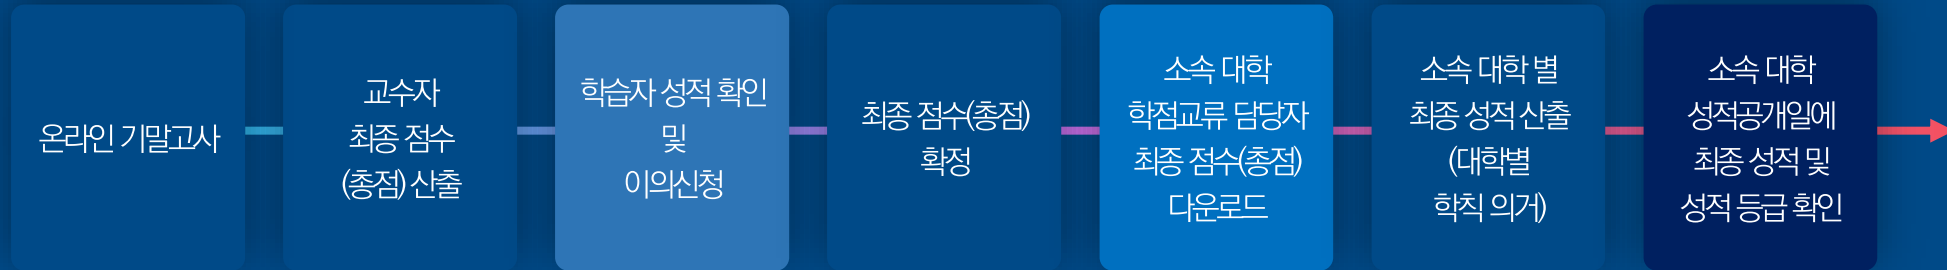 온라인 기말고사
교수자
최종 점수
(총점) 산출
학습자 성적 확인
및
이의신청
최종 점수(총점)
확정
소속 대학
학점교류 담당자
최종 점수(총점)
다운로드
소속 대학 별
최종 성적 산출
(대학별
학칙 의거)
소속 대학
성적공개일에
최종 성적 및
성적 등급 확인